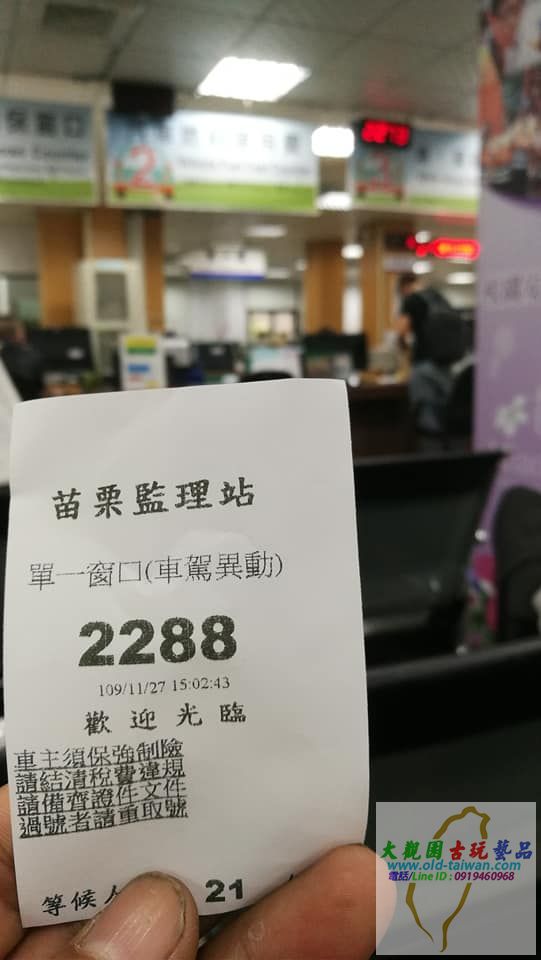 2
苗栗監理站
單一窗口(車駕異動)
2288
109/11/27 15:02:43
歡迎光臨
車主須保強制險
請結清稅費違規
請備齊證件文件
過號者請重取號
等候人
21
大觀園古玩藝品
www.old-taiwan.com
電話/Line ID : 0919460968